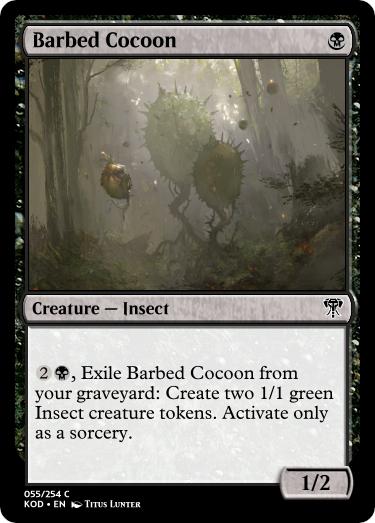 Barbed Cocoon
Creature — Insect
2, Exile Barbed Cocoon from
your graveyard: Create two 1/1 green
Insect creature tokens. Activate only
as a sorcery.
1/2
055/254 C
KOD • EN Titus Lunter